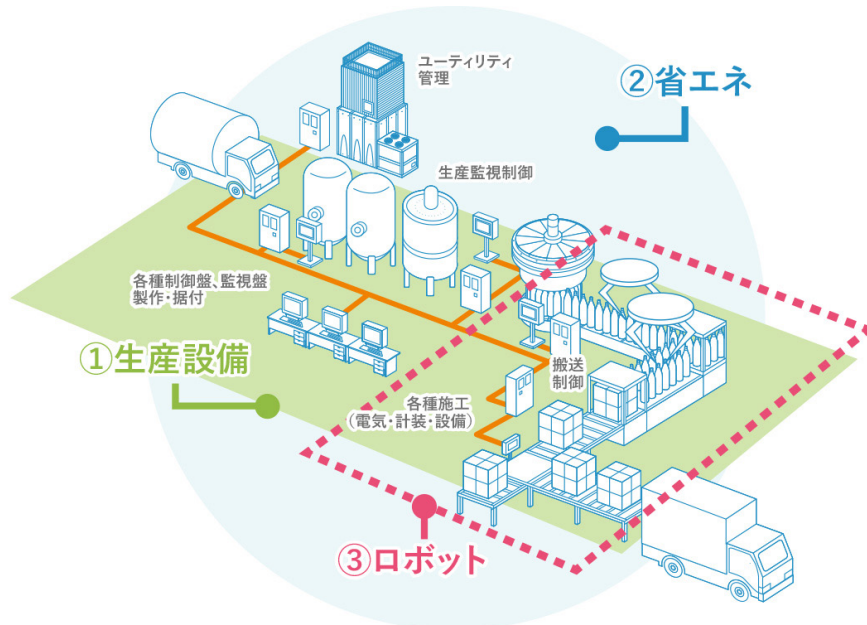 ユーティリティ
管理
②省エネ
生産監視制御
各種制御盤、監視盤
製作・据付
①生産設備
搬送
制御
各種施工
（電気・計装・設備）
③ロボット